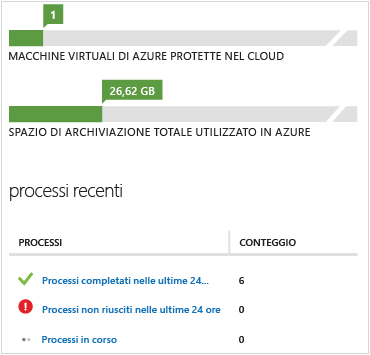 1
MACCHINE VIRTUALI DI AZURE PROTETTE NEL CLOUD
26,62 GB
SPAZIO DI ARCHIVIAZIONE TOTALE UTILIZZATO IN AZURE
processi recenti
PROCESSI CONTEGGIO
Processi completati nelle ultime 24... 6
Processi non riusciti nelle ultime 24 ore 0
Processi in corso 0